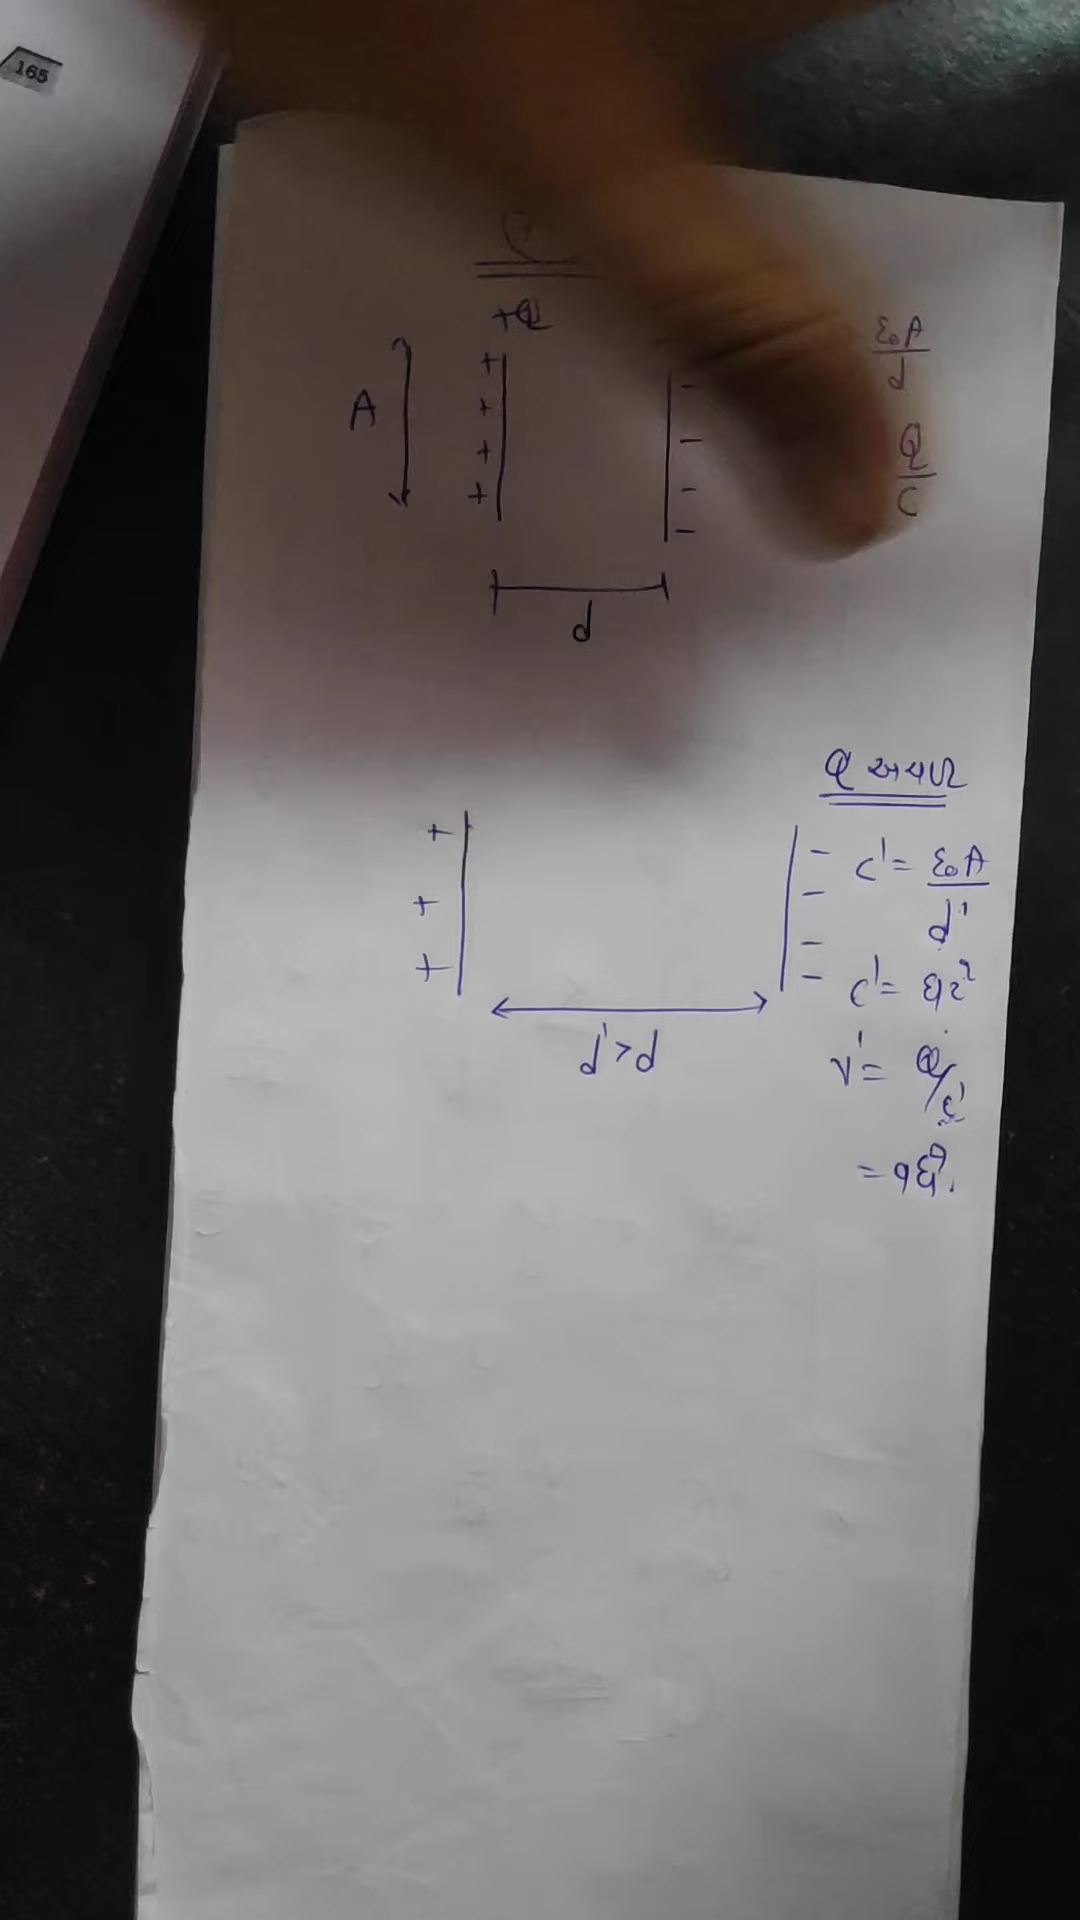 165
+Q
+
+
+
+
A
−
−
−
−
ε₀A
d
Q
C
d
Q અચળ
+
+
+
−
−
−
−
C' = ε₀A
d'
C' = ઘટે
d' > d
V' = Q/C'
= વધે.